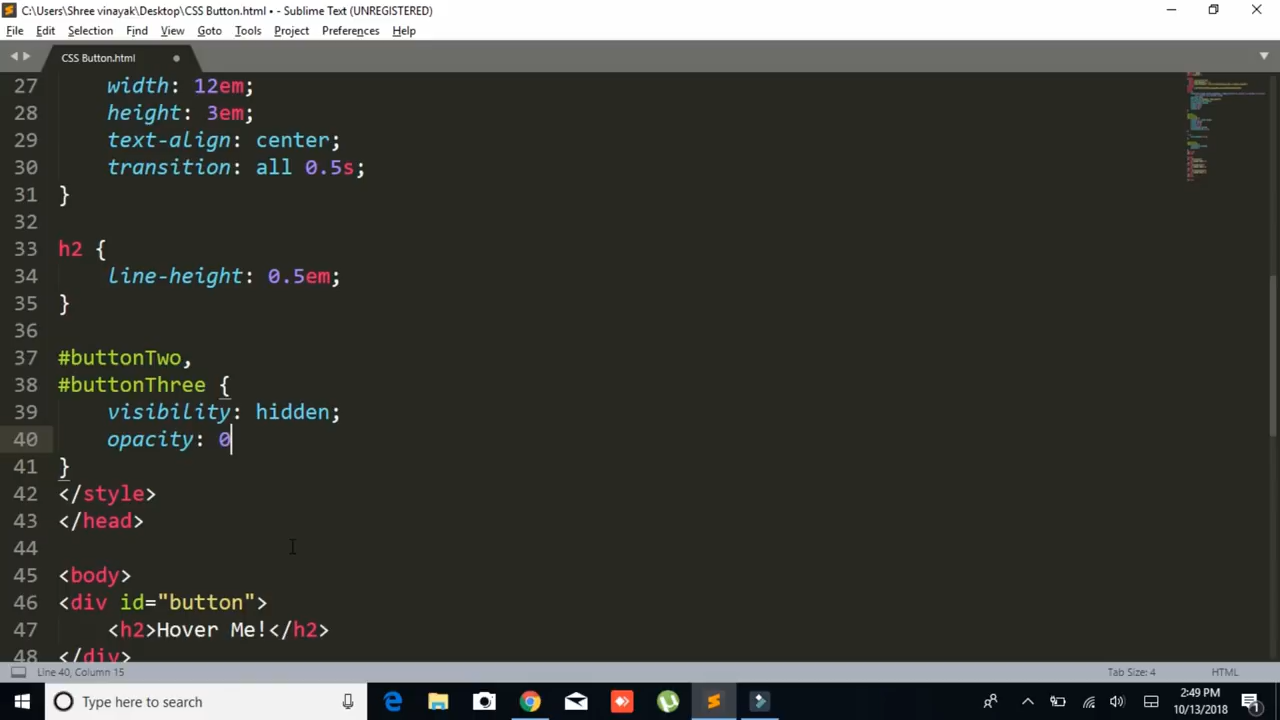 C:\Users\Shree vinayak\Desktop\CSS Button.html • - Sublime Text (UNREGISTERED)
File Edit Selection Find View Goto Tools Project Preferences Help
CSS Button.html
27 width: 12em;
28 height: 3em;
29 text-align: center;
30 transition: all 0.5s;
31 }
32
33 h2 {
34 line-height: 0.5em;
35 }
36
37 #buttonTwo,
38 #buttonThree {
39 visibility: hidden;
40 opacity: 0
41 }
42 </style>
43 </head>
44
45 <body>
46 <div id="button">
47 <h2>Hover Me!</h2>
48 </div>
Line 40, Column 15 Tab Size: 4 HTML
Type here to search
2:49 PM
10/13/2018
1